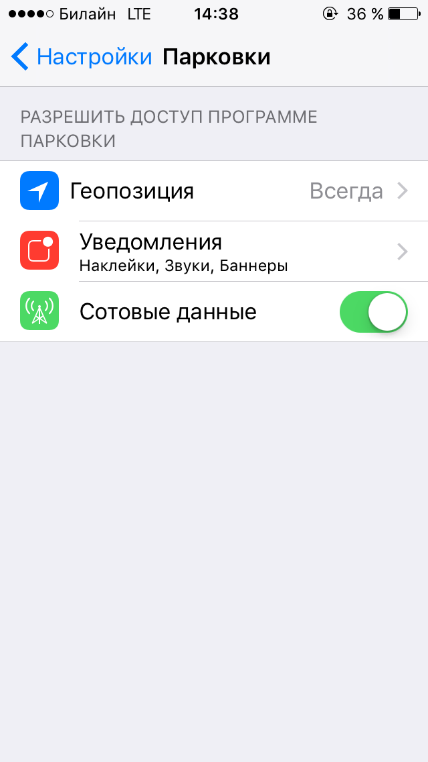 Билайн LTE 14:38 36 %
Настройки Парковки
РАЗРЕШИТЬ ДОСТУП ПРОГРАММЕ
ПАРКОВКИ
Геопозиция Всегда
Уведомления
Наклейки, Звуки, Баннеры
Сотовые данные